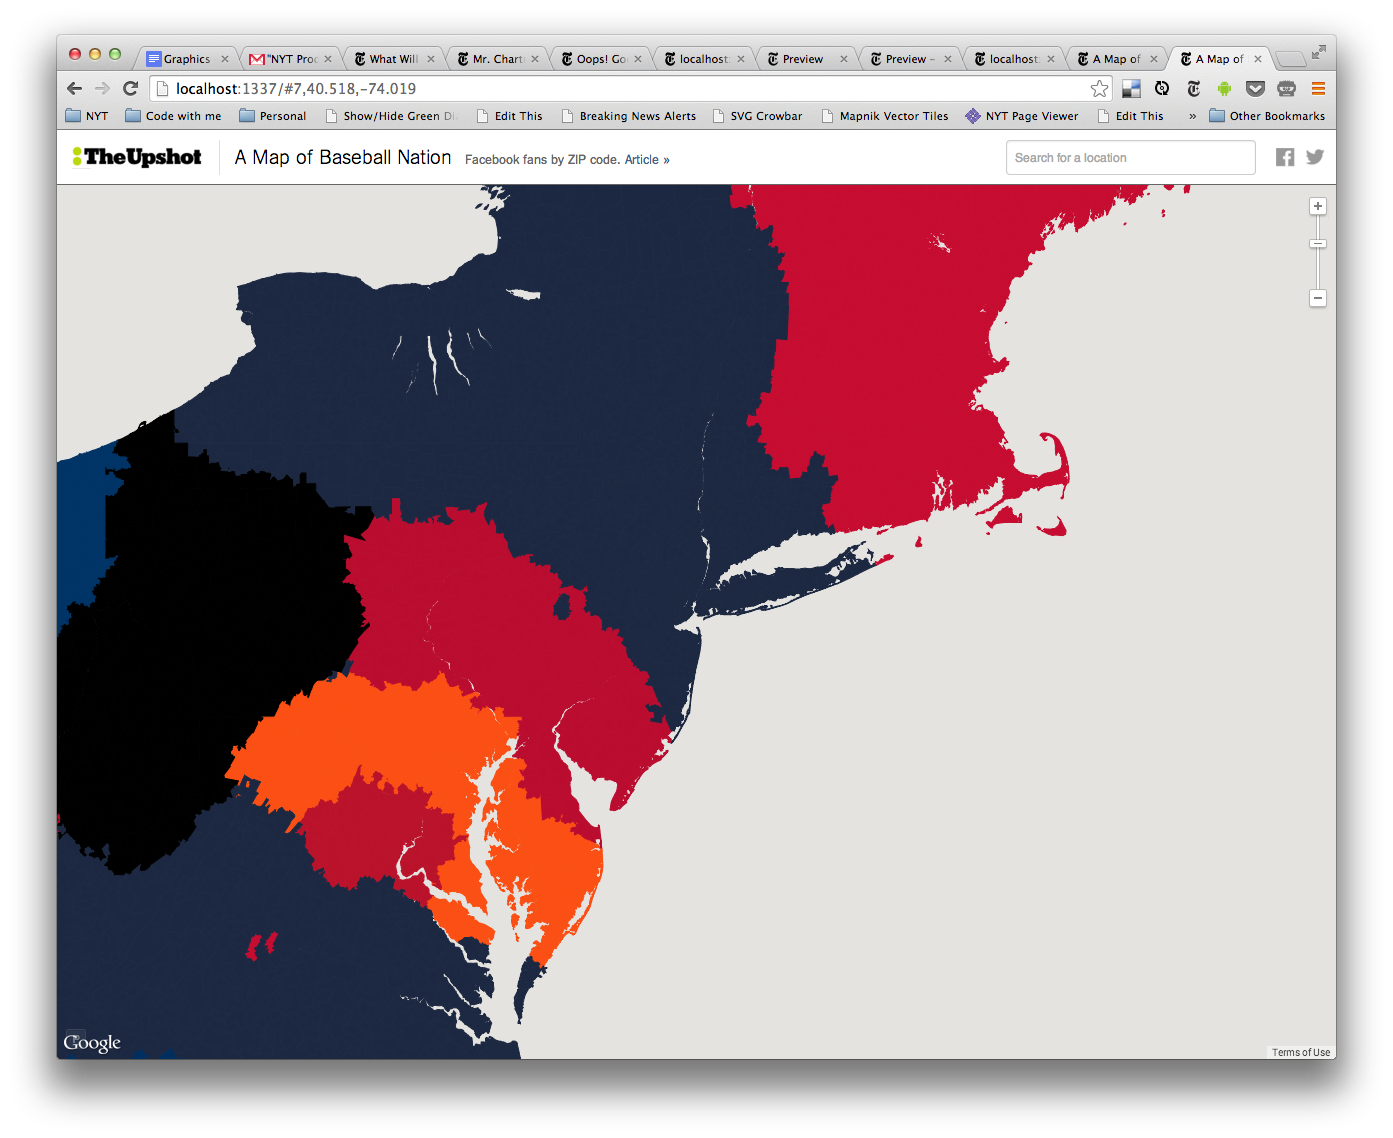 Graphics
"NYT Proc
What Will
Mr. Chart
Oops! Go
localhost:
Preview
Preview –
localhost:
A Map of
A Map of
localhost:1337/#7,40.518,-74.019
NYT
Code with me
Personal
Show/Hide Green Di
Edit This
Breaking News Alerts
SVG Crowbar
Mapnik Vector Tiles
NYT Page Viewer
Edit This
»
Other Bookmarks
TheUpshot
A Map of Baseball Nation
Facebook fans by ZIP code. Article »
Search for a location
+
−
Google
Terms of Use